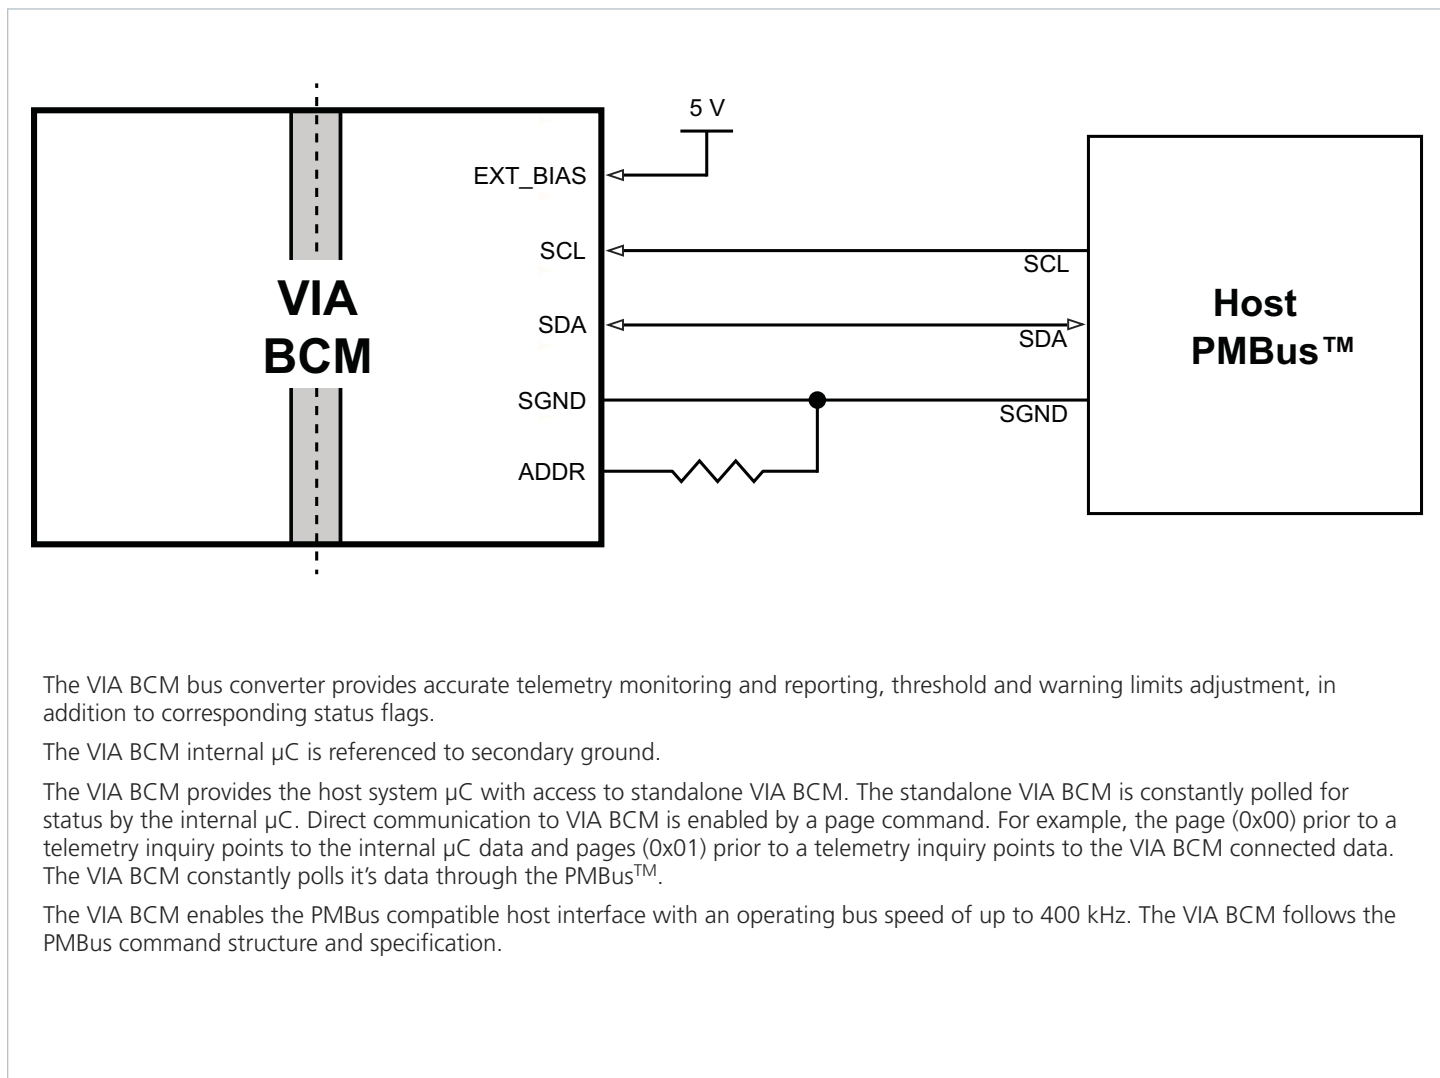 5 V
EXT_BIAS
SCL
SCL
VIA
BCM
SDA
SDA
Host
PMBus™
SGND
SGND
ADDR
The VIA BCM bus converter provides accurate telemetry monitoring and reporting, threshold and warning limits adjustment, in
addition to corresponding status flags.
The VIA BCM internal µC is referenced to secondary ground.
The VIA BCM provides the host system µC with access to standalone VIA BCM. The standalone VIA BCM is constantly polled for
status by the internal µC. Direct communication to VIA BCM is enabled by a page command. For example, the page (0x00) prior to a
telemetry inquiry points to the internal µC data and pages (0x01) prior to a telemetry inquiry points to the VIA BCM connected data.
The VIA BCM constantly polls it's data through the PMBus™.
The VIA BCM enables the PMBus compatible host interface with an operating bus speed of up to 400 kHz. The VIA BCM follows the
PMBus command structure and specification.